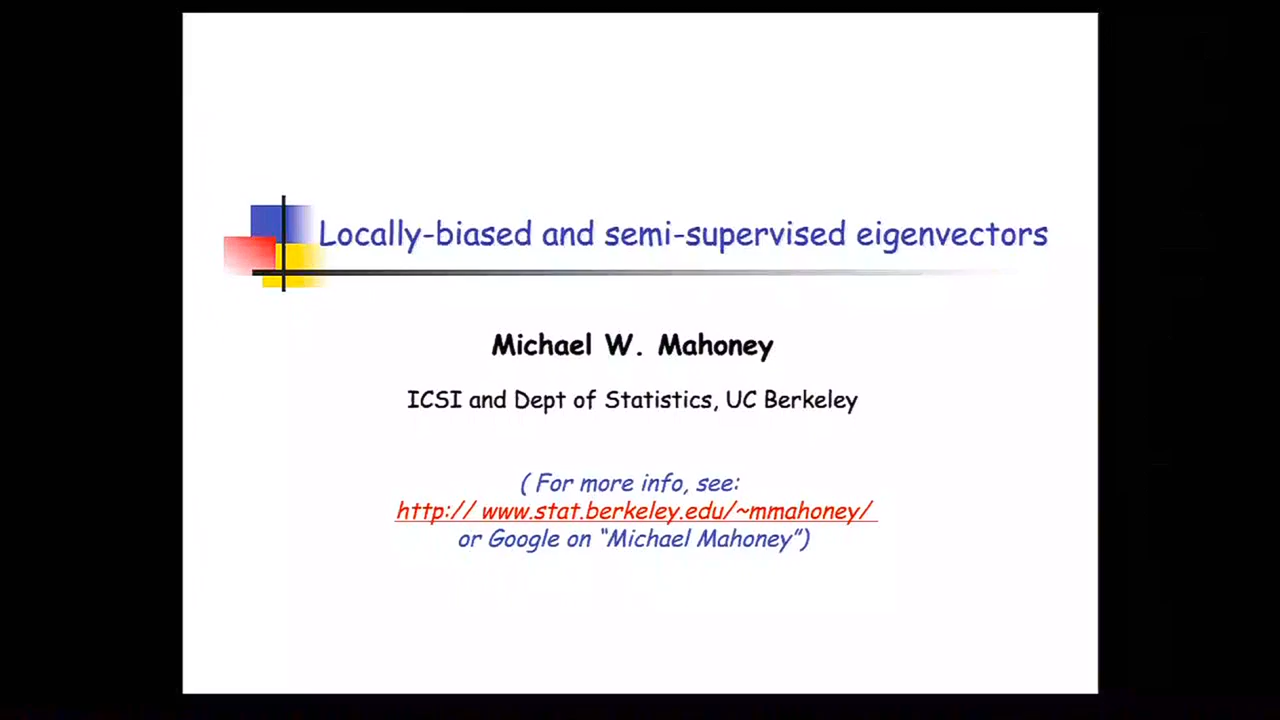 Locally-biased and semi-supervised eigenvectors
Michael W. Mahoney
ICSI and Dept of Statistics, UC Berkeley
( For more info, see:
http:// www.stat.berkeley.edu/~mmahoney/
or Google on “Michael Mahoney”)